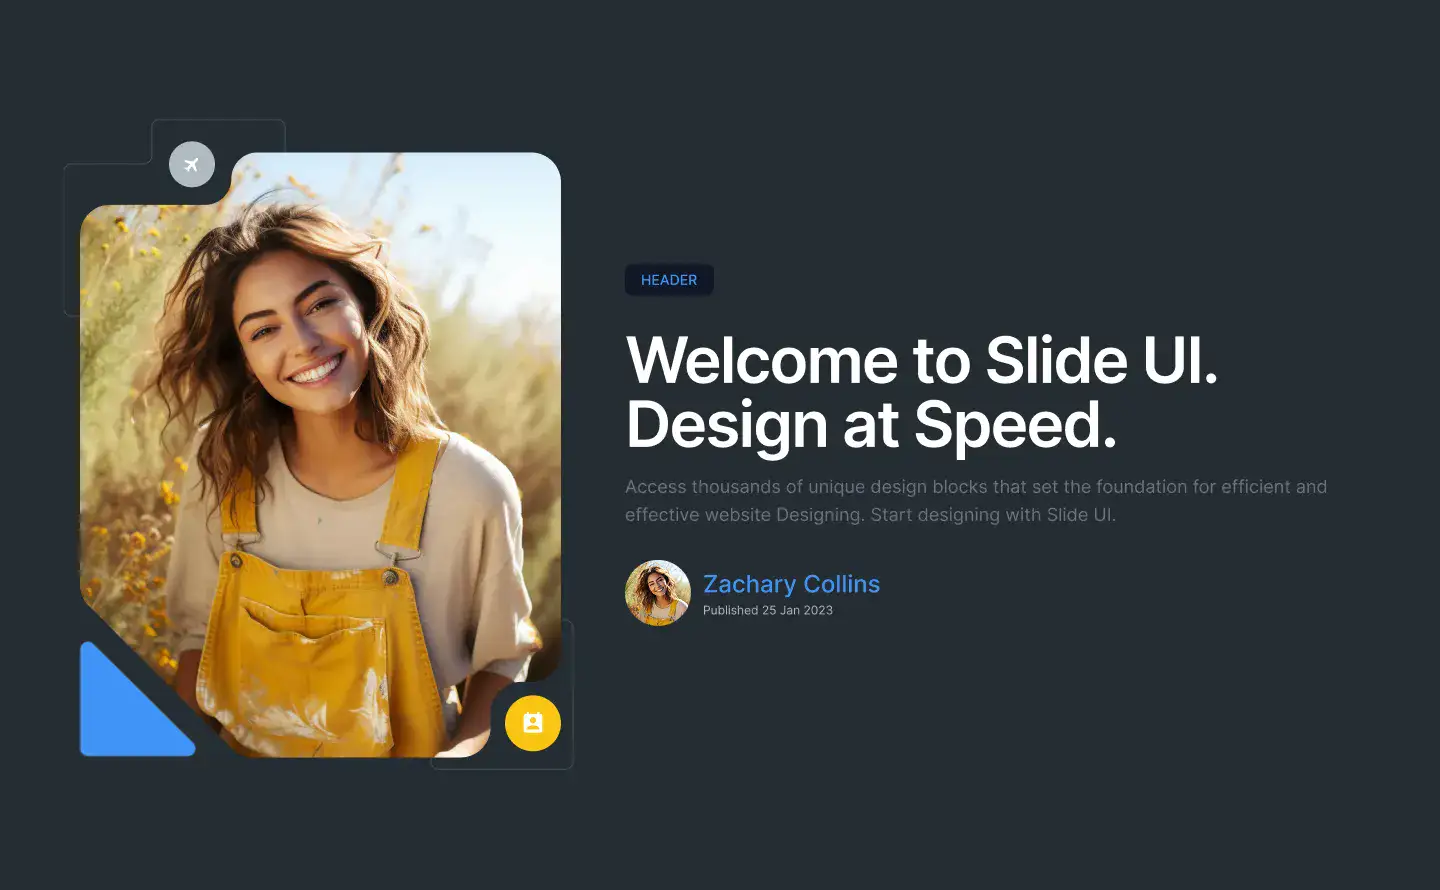 HEADER
Welcome to Slide UI.
Design at Speed.
Access thousands of unique design blocks that set the foundation for efficient and
effective website Designing. Start designing with Slide UI.
Zachary Collins
Published 25 Jan 2023